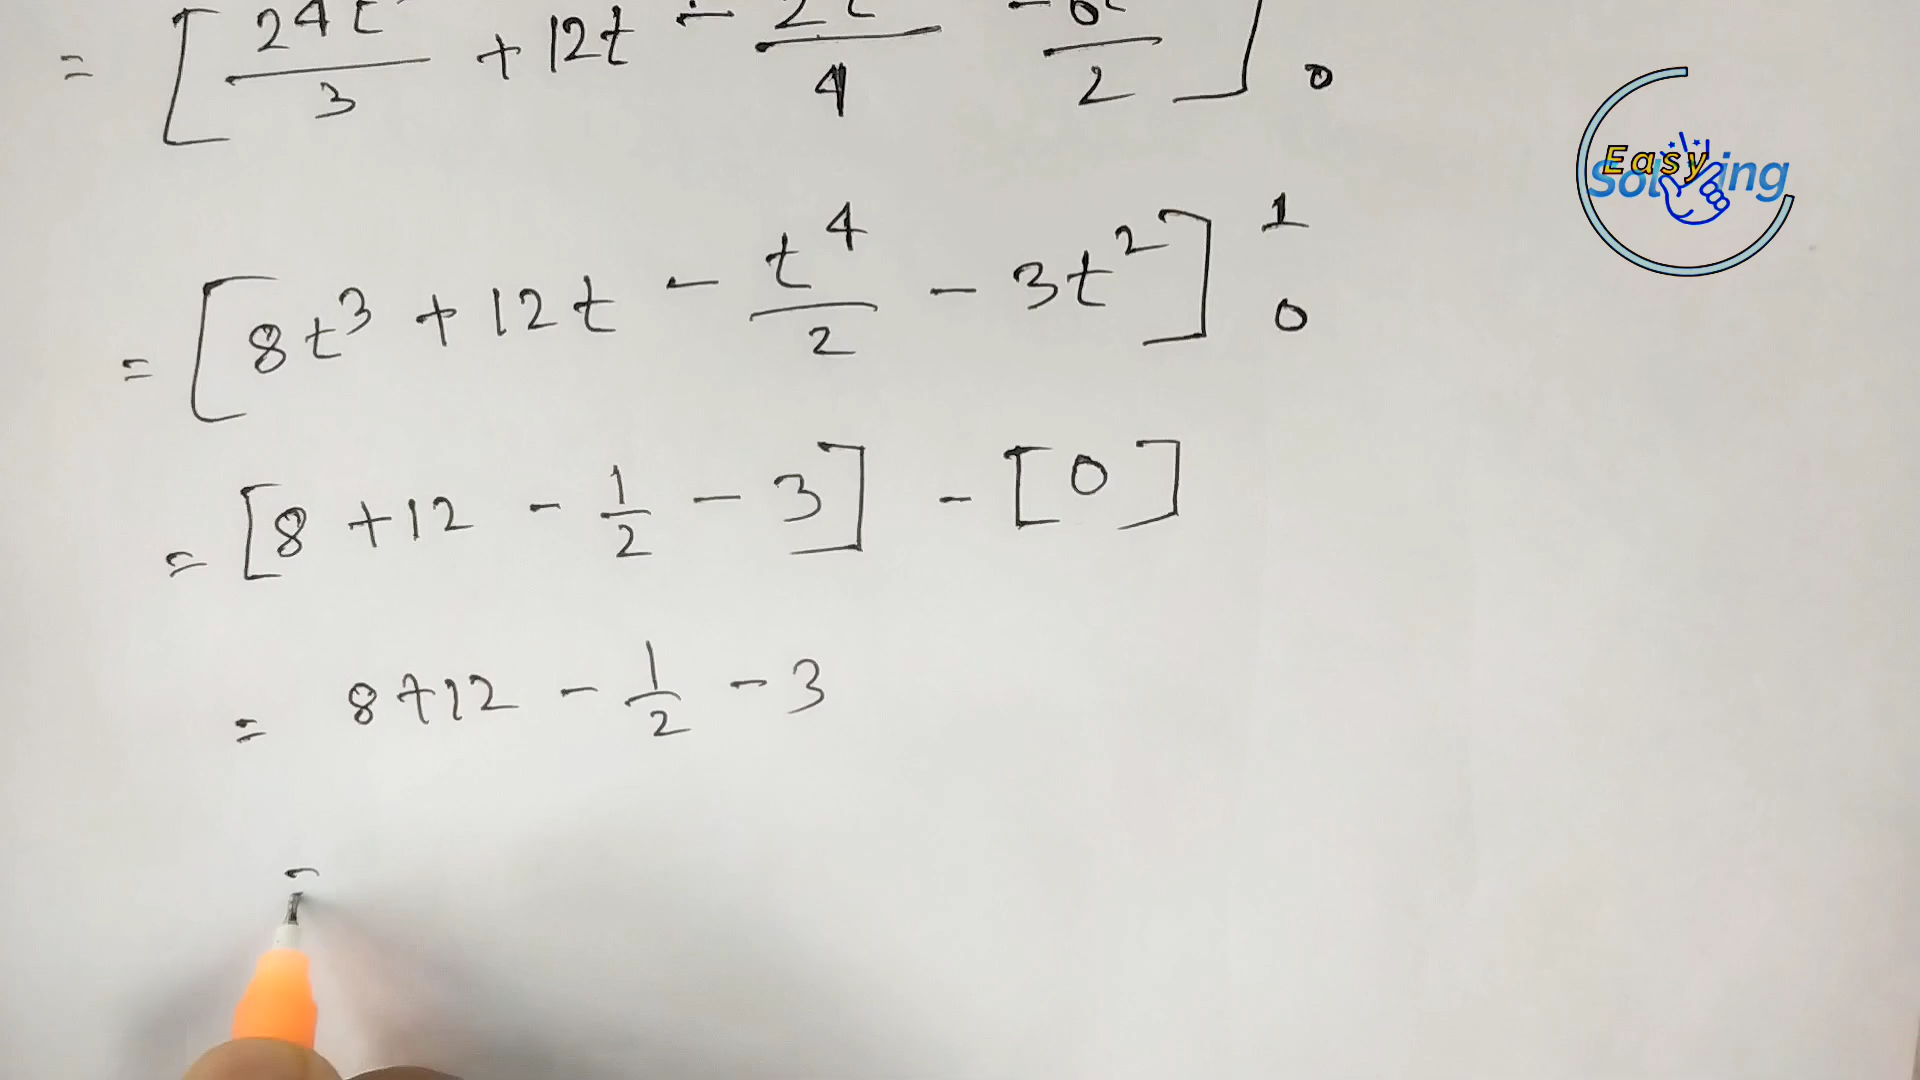 = [ 24t/3 + 12t - 2t/4 - 6t/2 ] 0
= [ 8t³ + 12t - t⁴/2 - 3t² ] 1 0
= [ 8 + 12 - 1/2 - 3 ] - [ 0 ]
= 8 + 12 - 1/2 - 3
Easy Solving